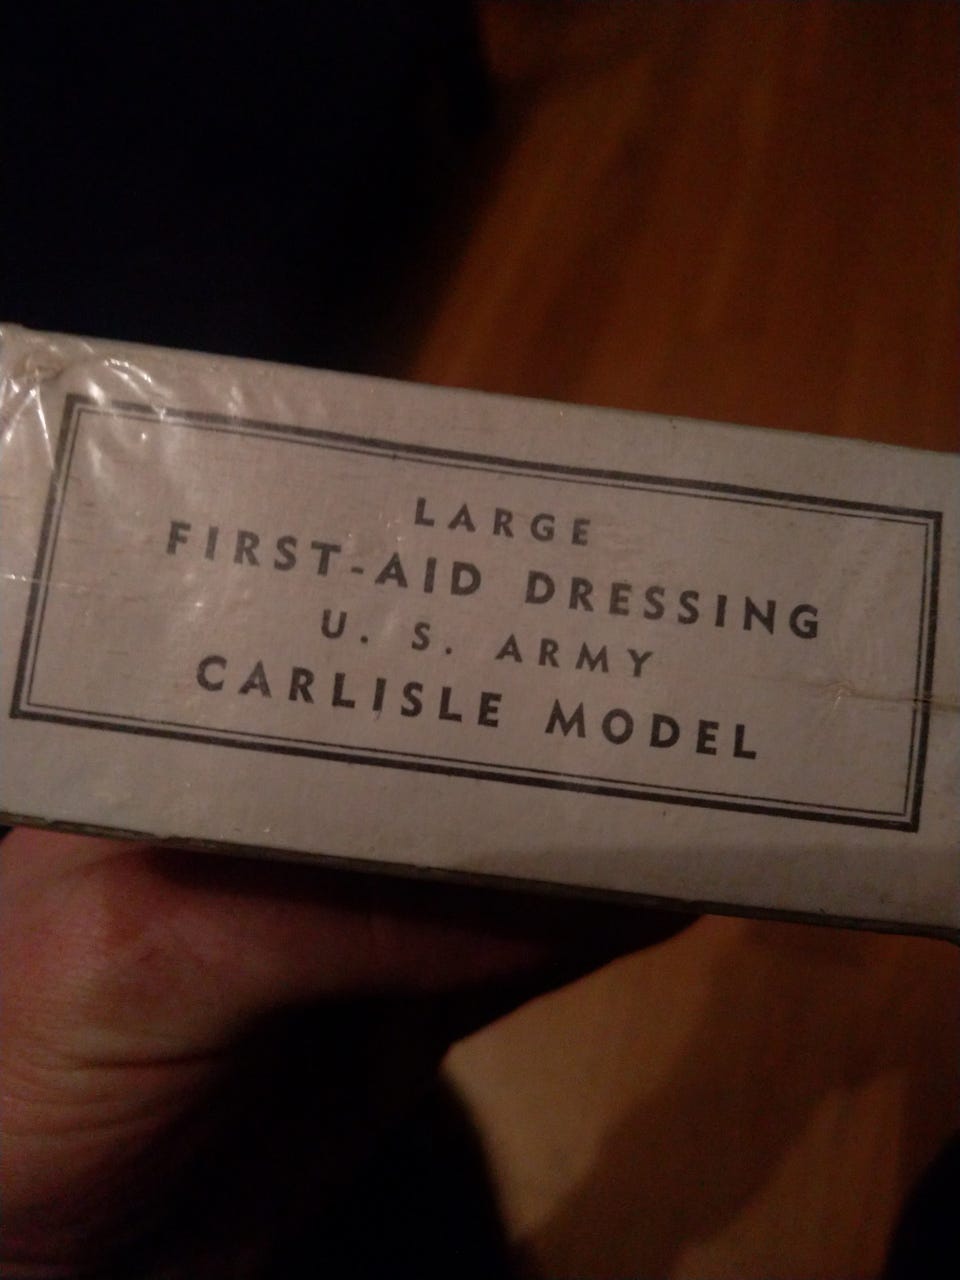 LARGE
FIRST-AID DRESSING
U. S. ARMY
CARLISLE MODEL